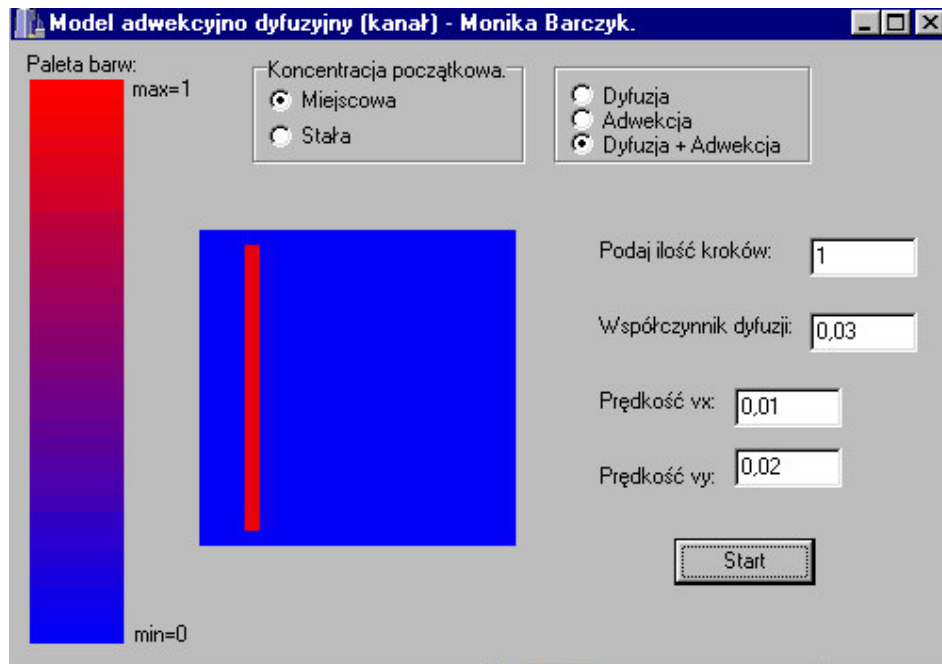 Model adwekcyjno dyfuzyjny (kanał) - Monika Barczyk.
Paleta barw:
max=1
min=0
Koncentracja początkowa:
Miejscowa
Stała
Dyfuzja
Adwekcja
Dyfuzja + Adwekcja
Podaj ilość kroków: 1
Współczynnik dyfuzji: 0,03
Prędkość vx: 0,01
Prędkość vy: 0,02
Start